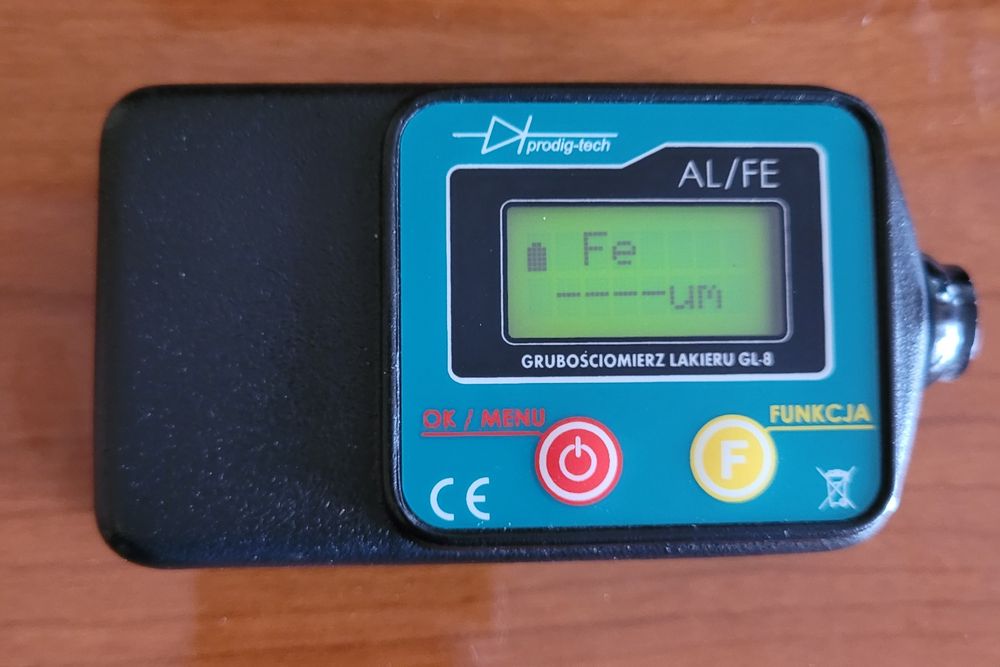 prodig-tech
AL/FE
Fe
----um
GRUBOŚCIOMIERZ LAKIERU GL-8
OK / MENU
FUNKCJA
F
CE